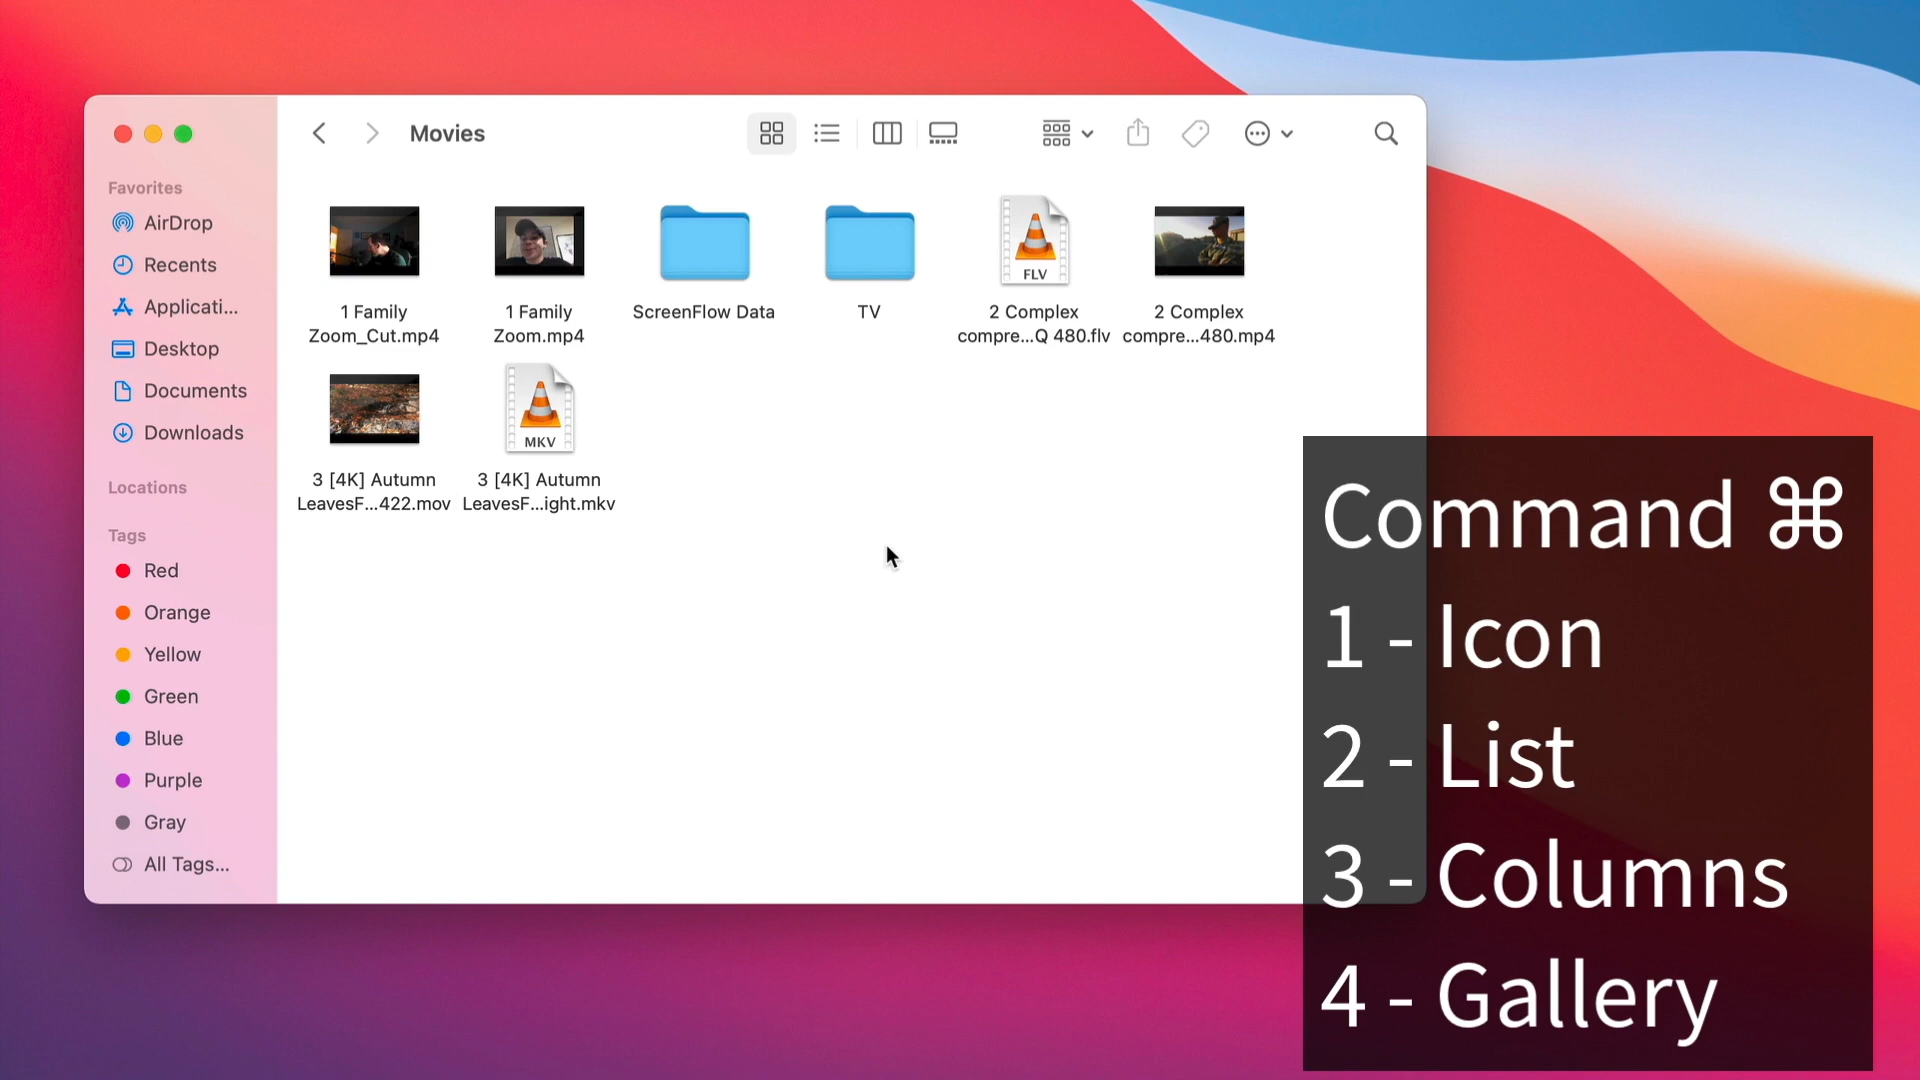 Movies
Favorites
AirDrop
Recents
Applicati...
Desktop
Documents
Downloads
Locations
Tags
Red
Orange
Yellow
Green
Blue
Purple
Gray
All Tags...
1 Family
Zoom_Cut.mp4
1 Family
Zoom.mp4
ScreenFlow Data
TV
FLV
2 Complex
compre...Q 480.flv
2 Complex
compre...480.mp4
3 [4K] Autumn
LeavesF...422.mov
MKV
3 [4K] Autumn
LeavesF...ight.mkv
Command ⌘
1 - Icon
2 - List
3 - Columns
4 - Gallery